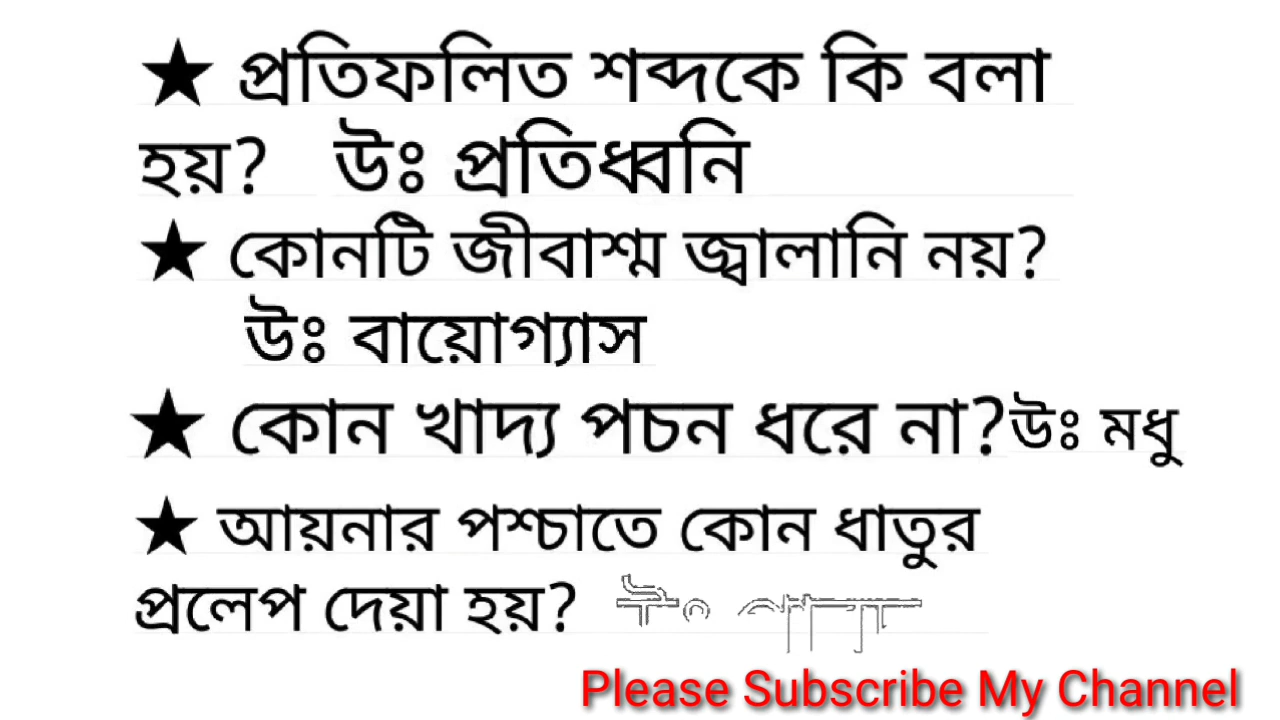 ★ প্রতিফলিত শব্দকে কি বলা
হয়? উঃ প্রতিধ্বনি
★ কোনটি জীবাশ্ম জ্বালানি নয়?
উঃ বায়োগ্যাস
★ কোন খাদ্য পচন ধরে না? উঃ মধু
★ আয়নার পশ্চাতে কোন ধাতুর
প্রলেপ দেয়া হয়? উঃ
Please Subscribe My Channel